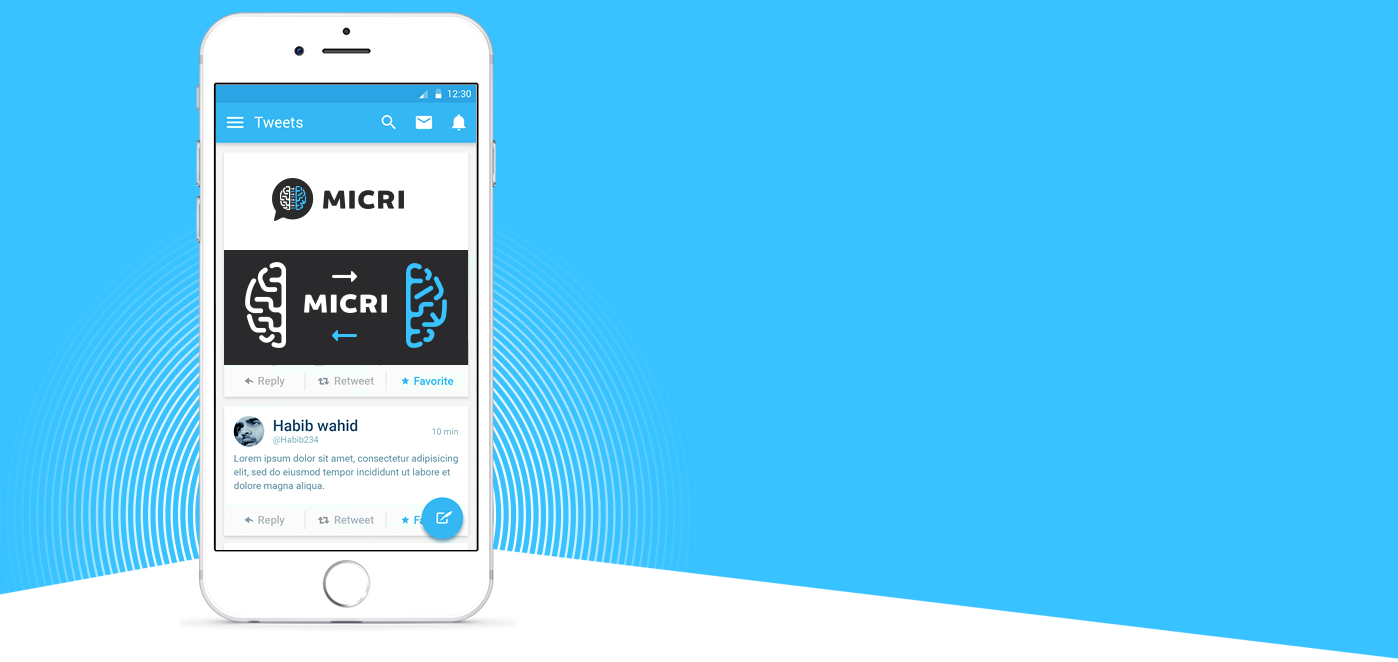 12:30
Tweets
MICRI
MICRI
Reply Retweet Favorite
Habib wahid
10 min
@Habib234
Lorem ipsum dolor sit amet, consectetur adipisicing
elit, sed do eiusmod tempor incididunt ut labore et
dolore magna aliqua.
Reply Retweet